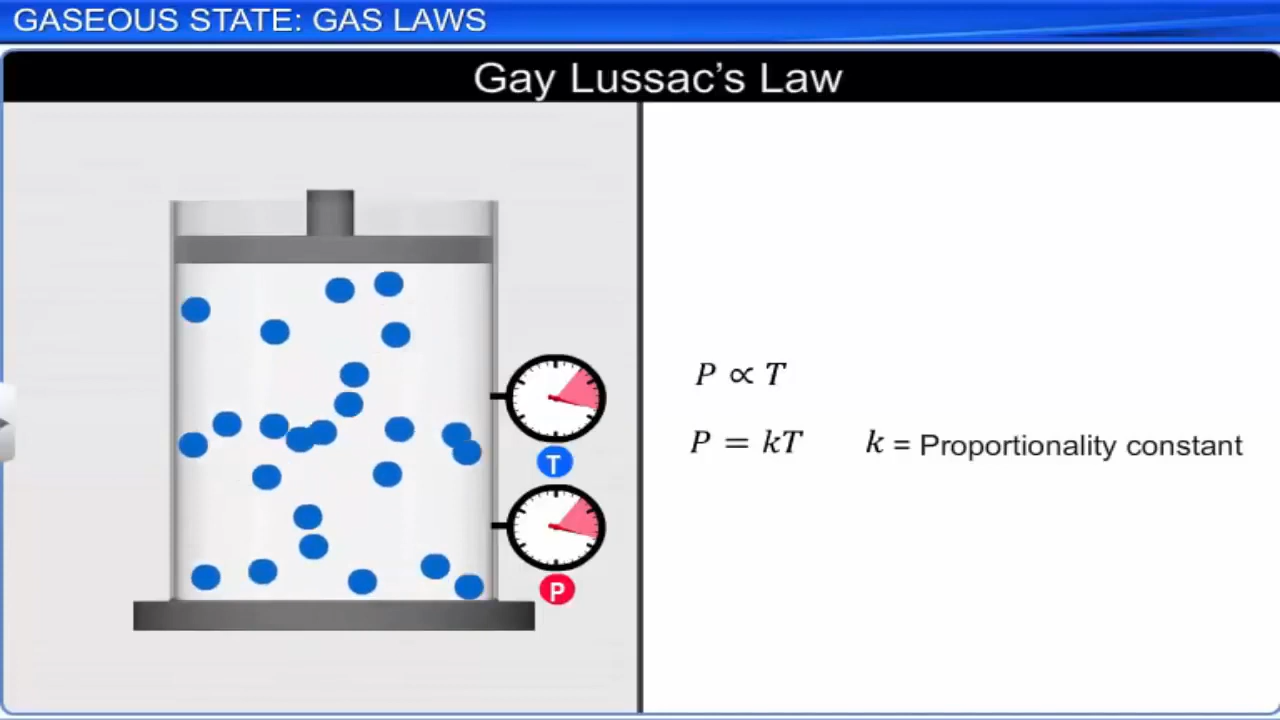 GASEOUS STATE: GAS LAWS
Gay Lussac’s Law
P ∝ T
P = kT k = Proportionality constant
T
P